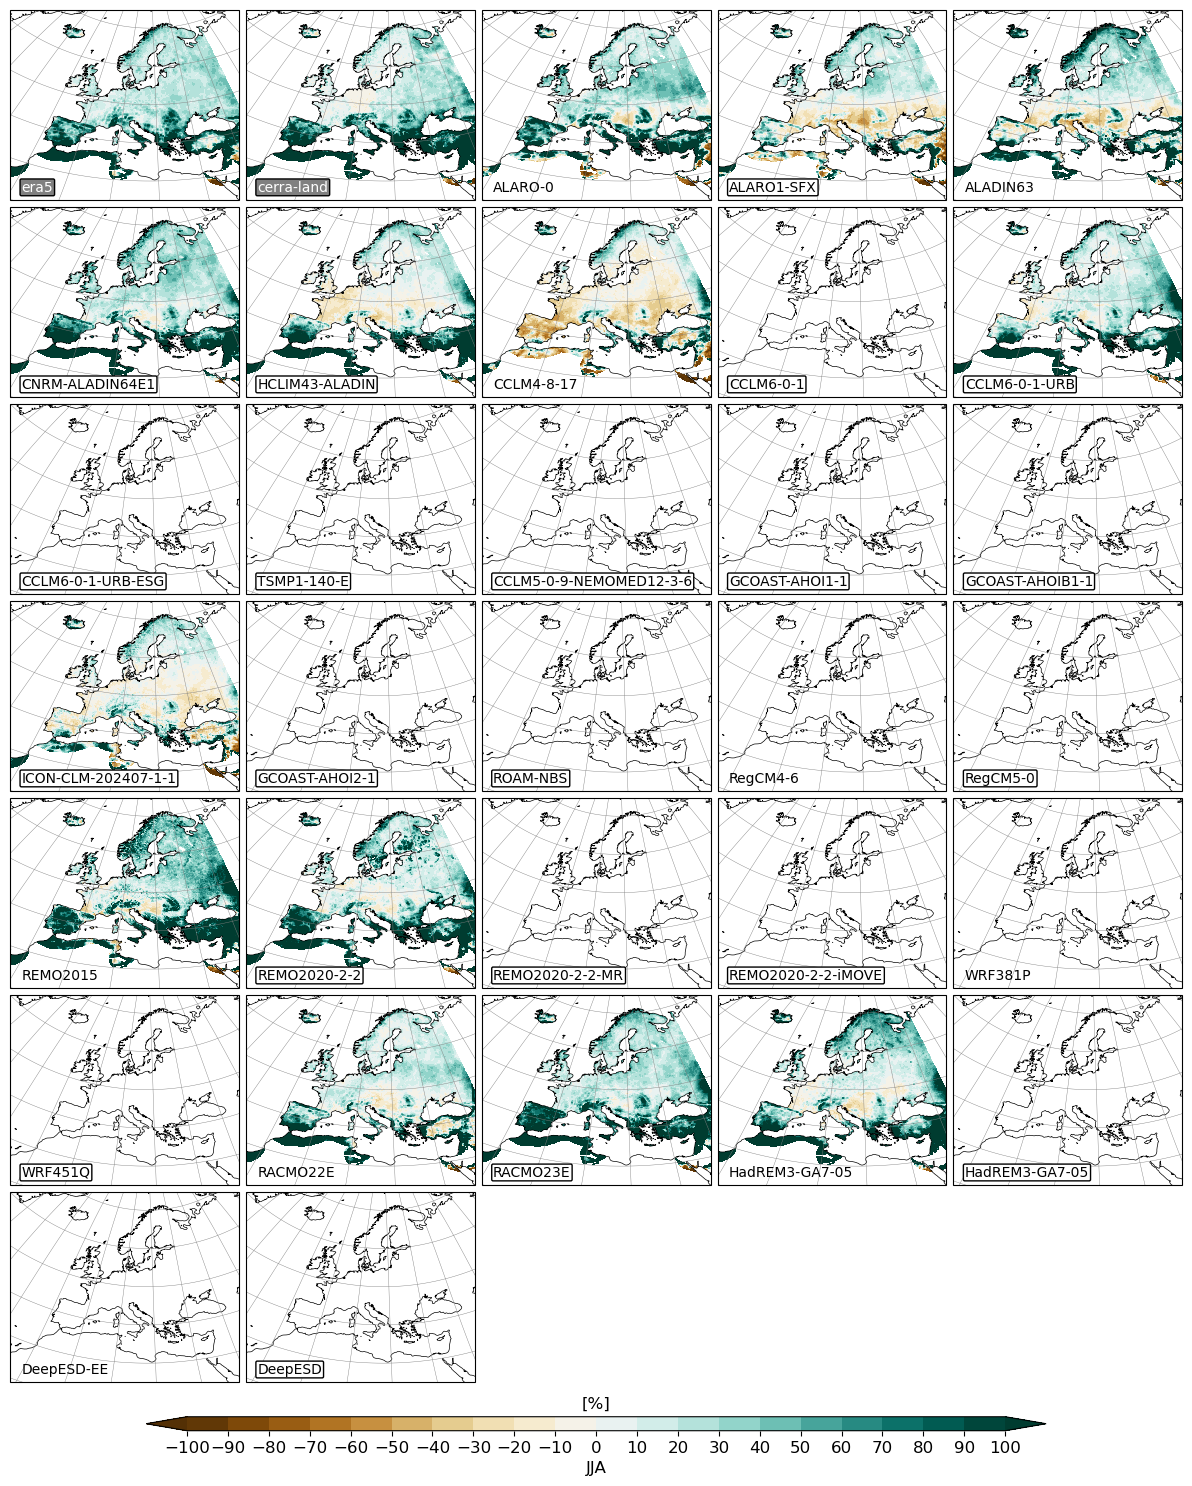 era5
cerra-land
ALARO-0
ALARO1-SFX
ALADIN63
CNRM-ALADIN64E1
HCLIM43-ALADIN
CCLM4-8-17
CCLM6-0-1
CCLM6-0-1-URB
CCLM6-0-1-URB-ESG
TSMP1-140-E
CCLM5-0-9-NEMOMED12-3-6
GCOAST-AHOI1-1
GCOAST-AHOIB1-1
ICON-CLM-202407-1-1
GCOAST-AHOI2-1
ROAM-NBS
RegCM4-6
RegCM5-0
REMO2015
REMO2020-2-2
REMO2020-2-2-MR
REMO2020-2-2-iMOVE
WRF381P
WRF451Q
RACMO22E
RACMO23E
HadREM3-GA7-05
HadREM3-GA7-05
DeepESD-EE
DeepESD
[%]
−100 −90 −80 −70 −60 −50 −40 −30 −20 −10 0 10 20 30 40 50 60 70 80 90 100
JJA